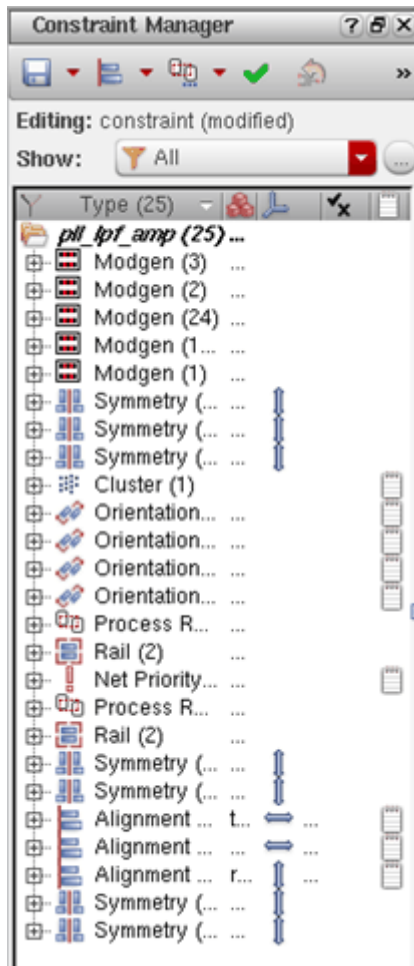 Constraint Manager
»
Editing: constraint (modified)
Show: All ...
Type (25)
pll_lpf_amp (25) ...
Modgen (3) ...
Modgen (2) ...
Modgen (24) ...
Modgen (1... ...
Modgen (1) ...
Symmetry (... ...
Symmetry (... ...
Symmetry (... ...
Cluster (1) ...
Orientation... ...
Orientation... ...
Orientation... ...
Orientation... ...
Process R... ...
Rail (2) ...
Net Priority... ...
Process R... ...
Rail (2) ...
Symmetry (... ...
Symmetry (... ...
Alignment ... t... ...
Alignment ... ... ...
Alignment ... r... ...
Symmetry (... ...
Symmetry (... ...